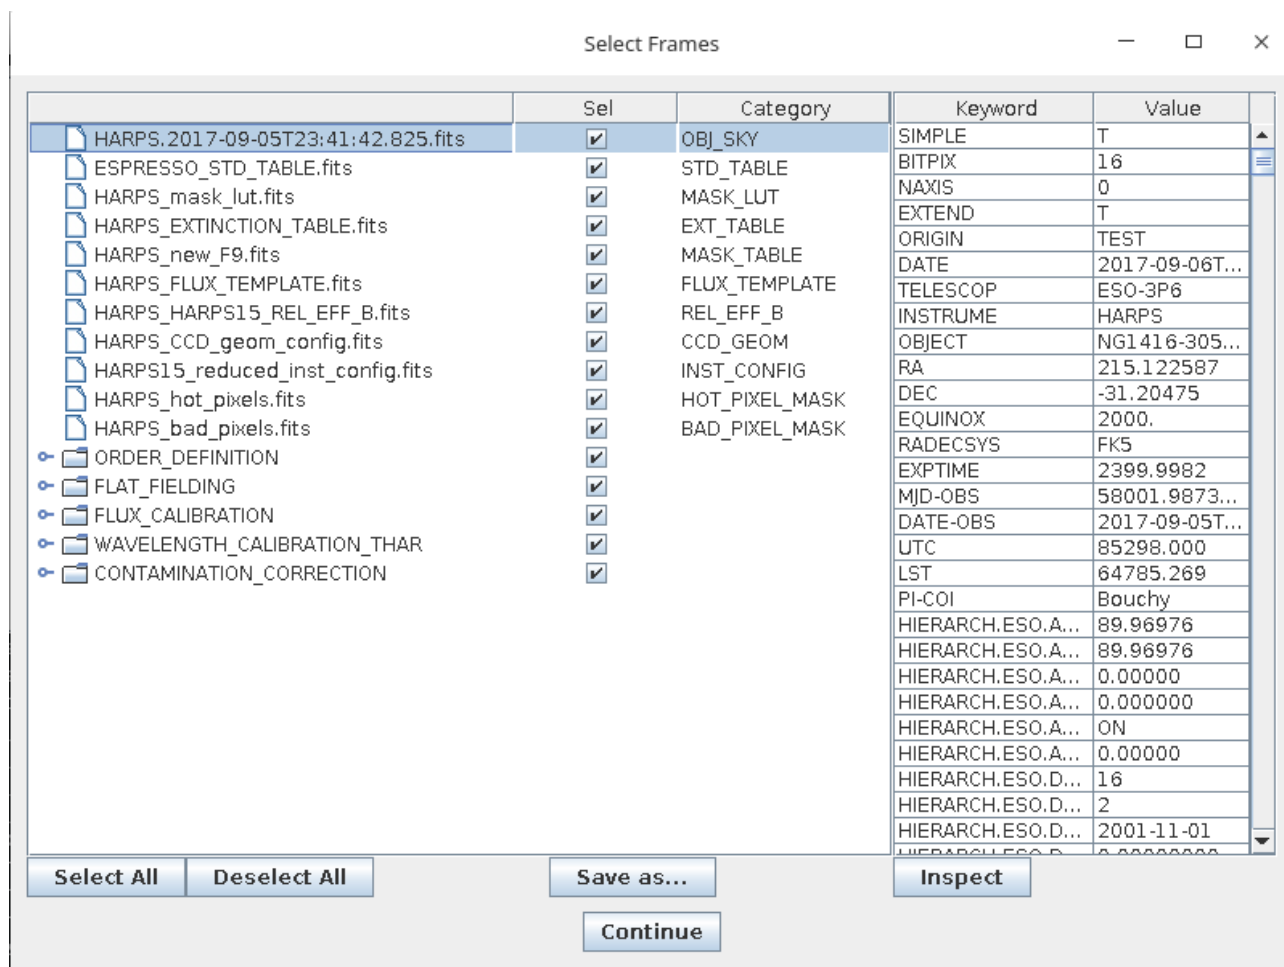 Select Frames
Sel Category Keyword Value
HARPS.2017-09-05T23:41:42.825.fits OBJ_SKY
ESPRESSO_STD_TABLE.fits STD_TABLE
HARPS_mask_lut.fits MASK_LUT
HARPS_EXTINCTION_TABLE.fits EXT_TABLE
HARPS_new_F9.fits MASK_TABLE
HARPS_FLUX_TEMPLATE.fits FLUX_TEMPLATE
HARPS_HARPS15_REL_EFF_B.fits REL_EFF_B
HARPS_CCD_geom_config.fits CCD_GEOM
HARPS15_reduced_inst_config.fits INST_CONFIG
HARPS_hot_pixels.fits HOT_PIXEL_MASK
HARPS_bad_pixels.fits BAD_PIXEL_MASK
ORDER_DEFINITION
FLAT_FIELDING
FLUX_CALIBRATION
WAVELENGTH_CALIBRATION_THAR
CONTAMINATION_CORRECTION
SIMPLE T
BITPIX 16
NAXIS 0
EXTEND T
ORIGIN TEST
DATE 2017-09-06T...
TELESCOP ESO-3P6
INSTRUME HARPS
OBJECT NG1416-305...
RA 215.122587
DEC -31.20475
EQUINOX 2000.
RADECSYS FK5
EXPTIME 2399.9982
MJD-OBS 58001.9873...
DATE-OBS 2017-09-05T...
UTC 85298.000
LST 64785.269
PI-COI Bouchy
HIERARCH.ESO.A... 89.96976
HIERARCH.ESO.A... 89.96976
HIERARCH.ESO.A... 0.00000
HIERARCH.ESO.A... 0.000000
HIERARCH.ESO.A... ON
HIERARCH.ESO.A... 0.00000
HIERARCH.ESO.D... 16
HIERARCH.ESO.D... 2
HIERARCH.ESO.D... 2001-11-01
Select All Deselect All Save as... Inspect
Continue